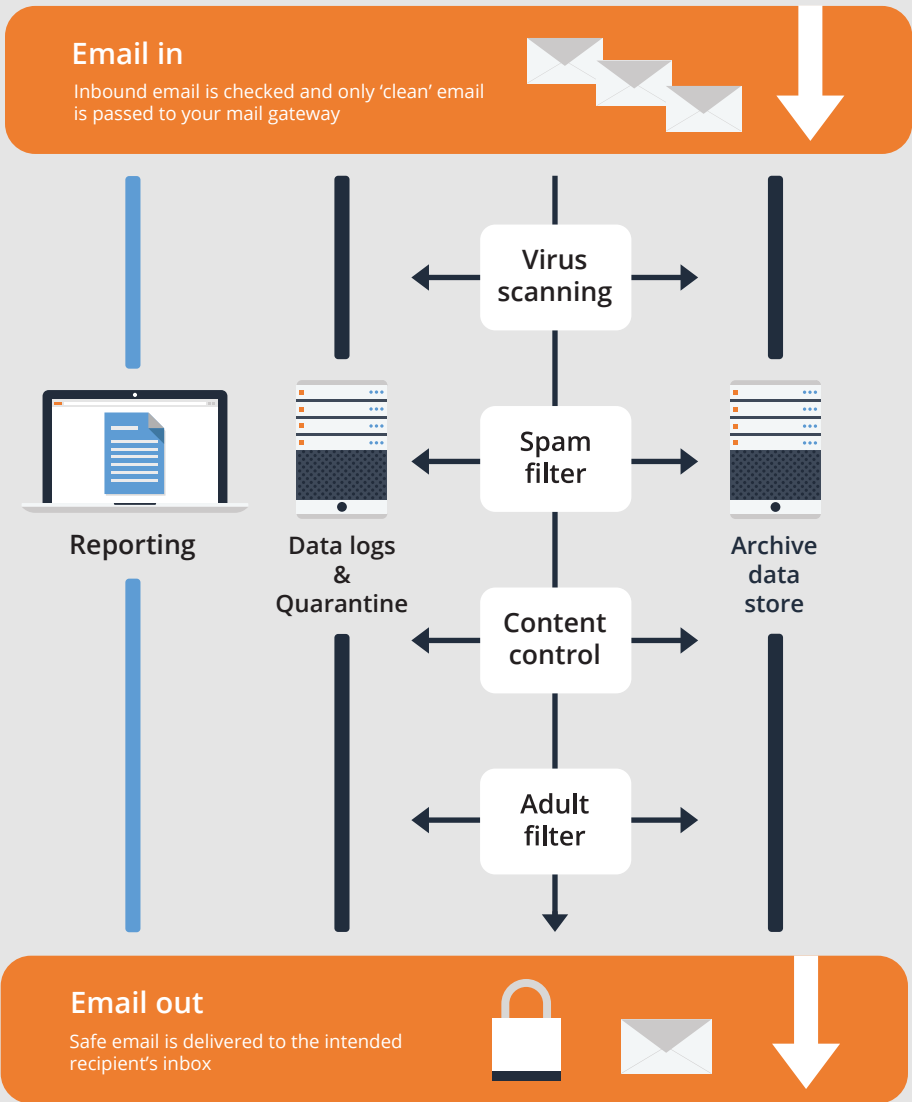 Email in
Inbound email is checked and only ‘clean’ email
is passed to your mail gateway
Virus
scanning
Spam
filter
Reporting
Data logs
&
Quarantine
Archive
data
store
Content
control
Adult
filter
Email out
Safe email is delivered to the intended
recipient’s inbox